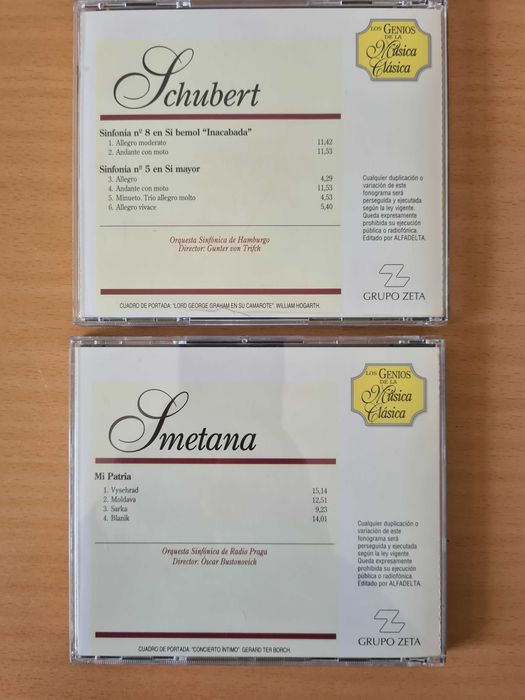 Schubert
LOS GENIOS
DE LA
Música
Clásica
Sinfonía nº 8 en Si bemol "Inacabada"
1. Allegro moderato 11,42
2. Andante con moto 11,53
Sinfonía nº 5 en Si mayor
3. Allegro 4,29
4. Andante con moto 11,53
5. Minueto. Trio allegro molto 4,53
6. Allegro vivace 5,40
Orquesta Sinfónica de Hamburgo
Director: Gunter von Trifch
Cualquier duplicación o
variación de este
fonograma será
perseguida y ejecutada
según la ley vigente.
Queda expresamente
prohibida su ejecución
pública o radiofónica.
Editado por ALFADELTA.
GRUPO ZETA
CUADRO DE PORTADA: "LORD GEORGE GRAHAM EN SU CAMAROTE". WILLIAM HOGARTH.
Smetana
LOS GENIOS
DE LA
Música
Clásica
Mi Patria
1. Vysehrad 15,14
2. Moldava 12,51
3. Sarka 9,23
4. Blanik 14,01
Orquesta Sinfónica de Radio Praga
Director: Óscar Bustonovich
Cualquier duplicación o
variación de este
fonograma será
perseguida y ejecutada
según la ley vigente.
Queda expresamente
prohibida su ejecución
pública o radiofónica.
Editado por ALFADELTA.
GRUPO ZETA
CUADRO DE PORTADA: "CONCIERTO ÍNTIMO". GERARD TER BORCH.